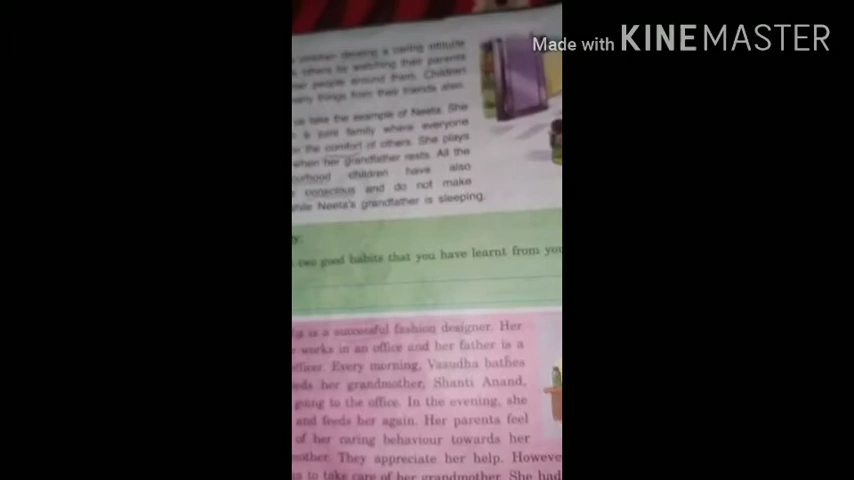 Made with KINEMASTER
children develop a caring attitude
others by watching their parents
people around them. Children
many things from their friends also.
us take the example of Neeta. She
a joint family where everyone
the comfort of others. She plays
when her grandfather rests. All the
children have also
conscious and do not make
while Neeta's grandfather is sleeping.
two good habits that you have learnt from you
is a successful fashion designer. Her
works in an office and her father is a
officer. Every morning, Vasudha bathes
feeds her grandmother, Shanti Anand,
going to the office. In the evening, she
and feeds her again. Her parents feel
of her caring behaviour towards her
mother. They appreciate her help. Howeve
to take care of her grandmother. She had